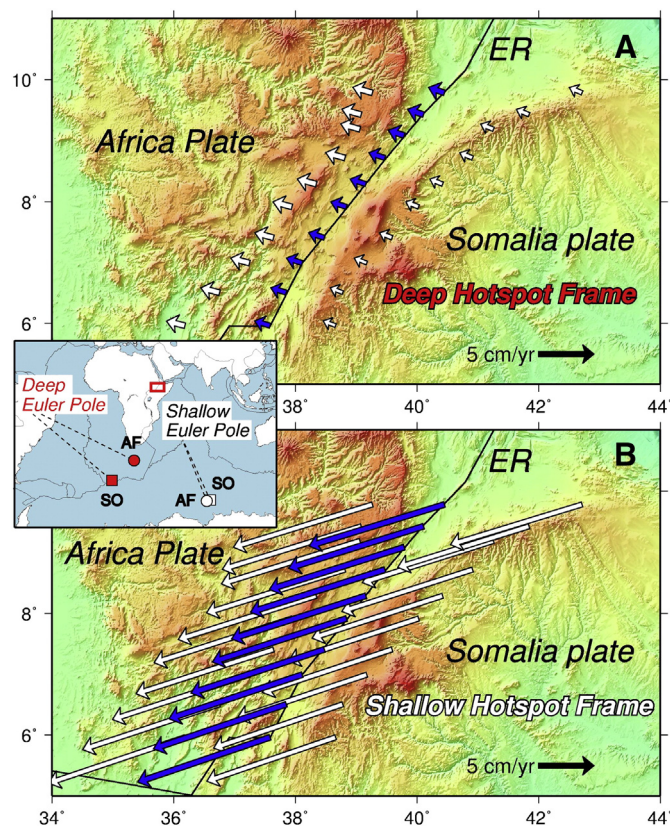 A
ER
10°
Africa Plate
8°
Somalia plate
Deep Hotspot Frame
6°
5 cm/yr
38 40 42 44
Deep
Euler Pole
Shallow
Euler Pole
AF
SO
SO
AF
B
ER
Africa Plate
8°
Somalia plate
Shallow Hotspot Frame
6°
5 cm/yr
34 36 38 40 42 44